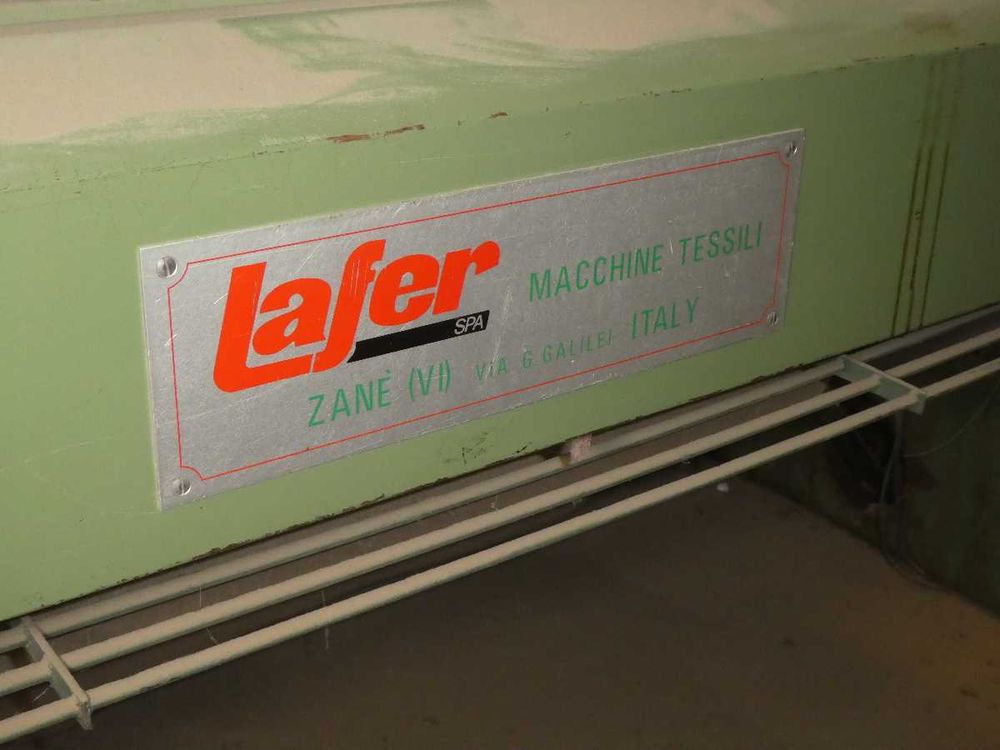 lafer
SPA
MACCHINE TESSILI
ZANÈ (VI) VIA G. GALILEI ITALY